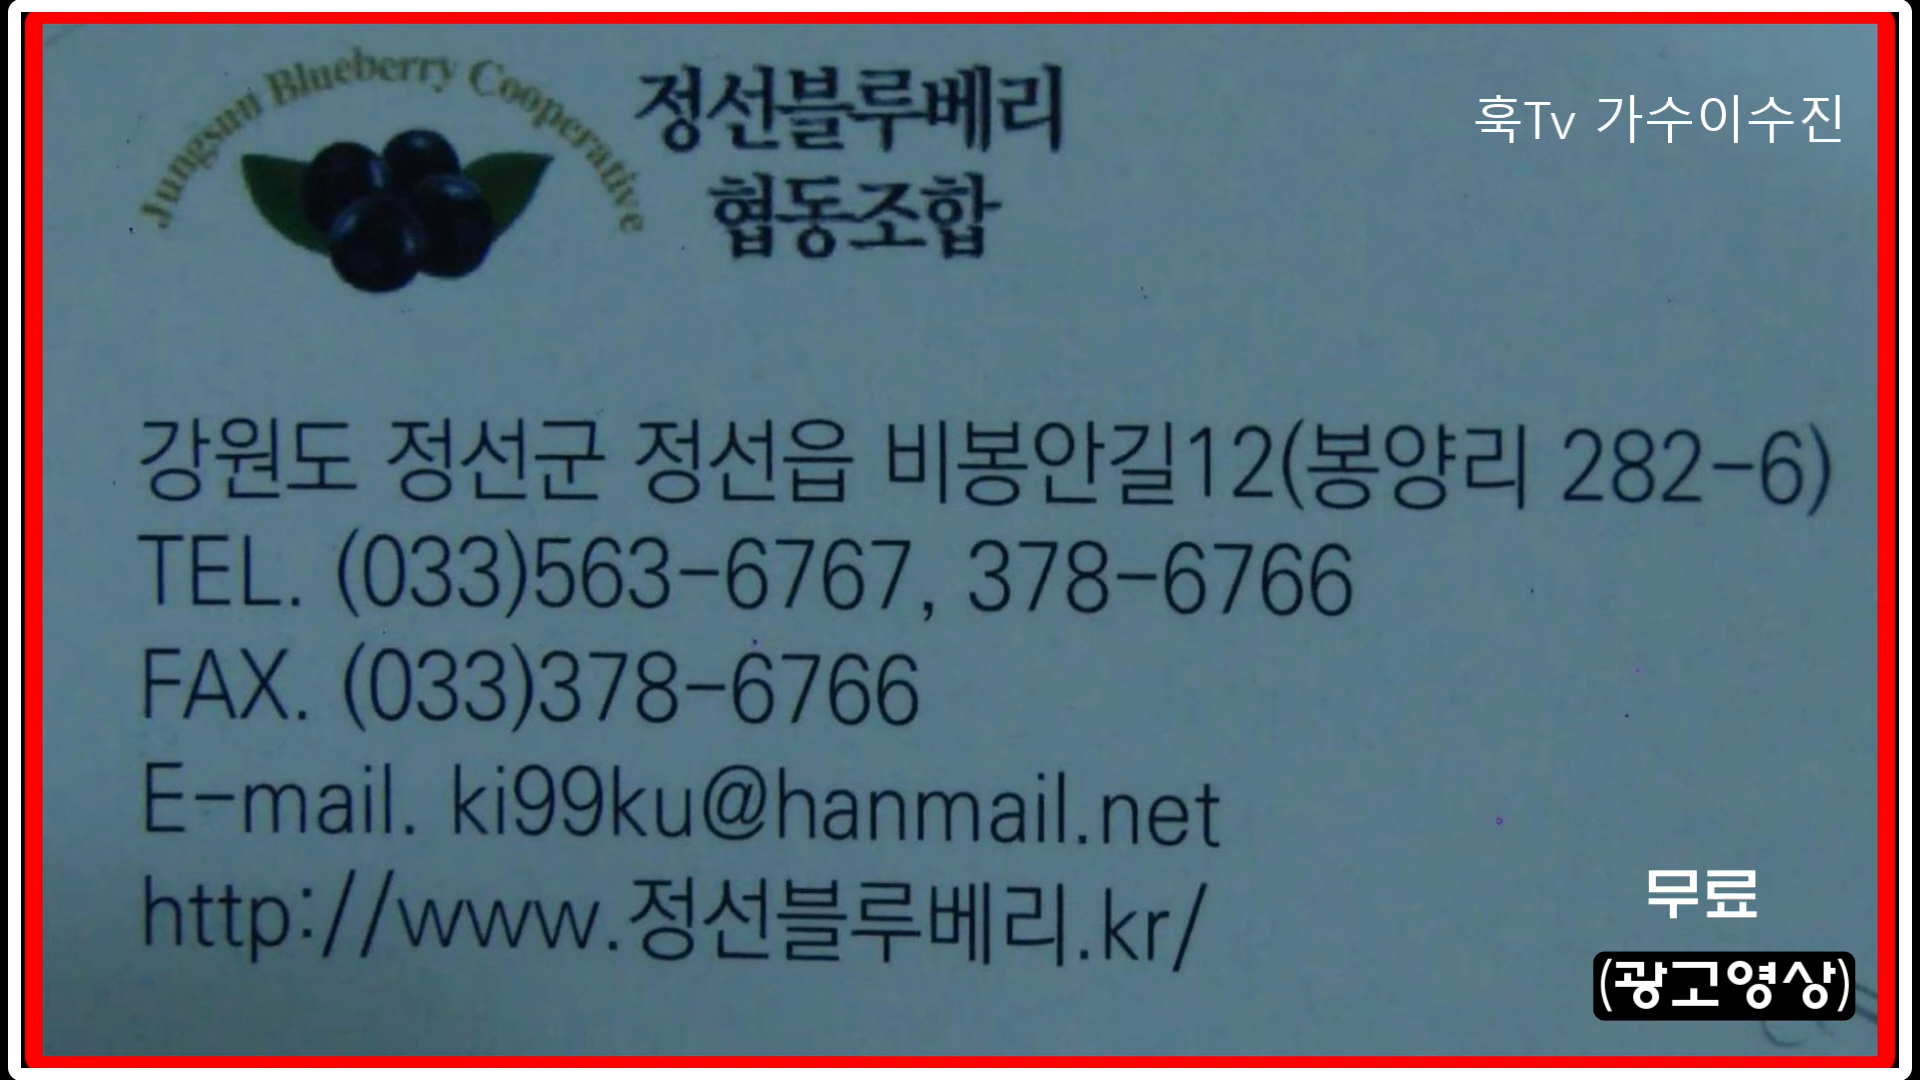 Jungsun Blueberry Cooperative
정선블루베리
협동조합
훅Tv 가수이수진
강원도 정선군 정선읍 비봉안길12(봉양리 282-6)
TEL. (033)563-6767, 378-6766
FAX. (033)378-6766
E-mail. ki99ku@hanmail.net
http://www.정선블루베리.kr/
무료
(광고영상)